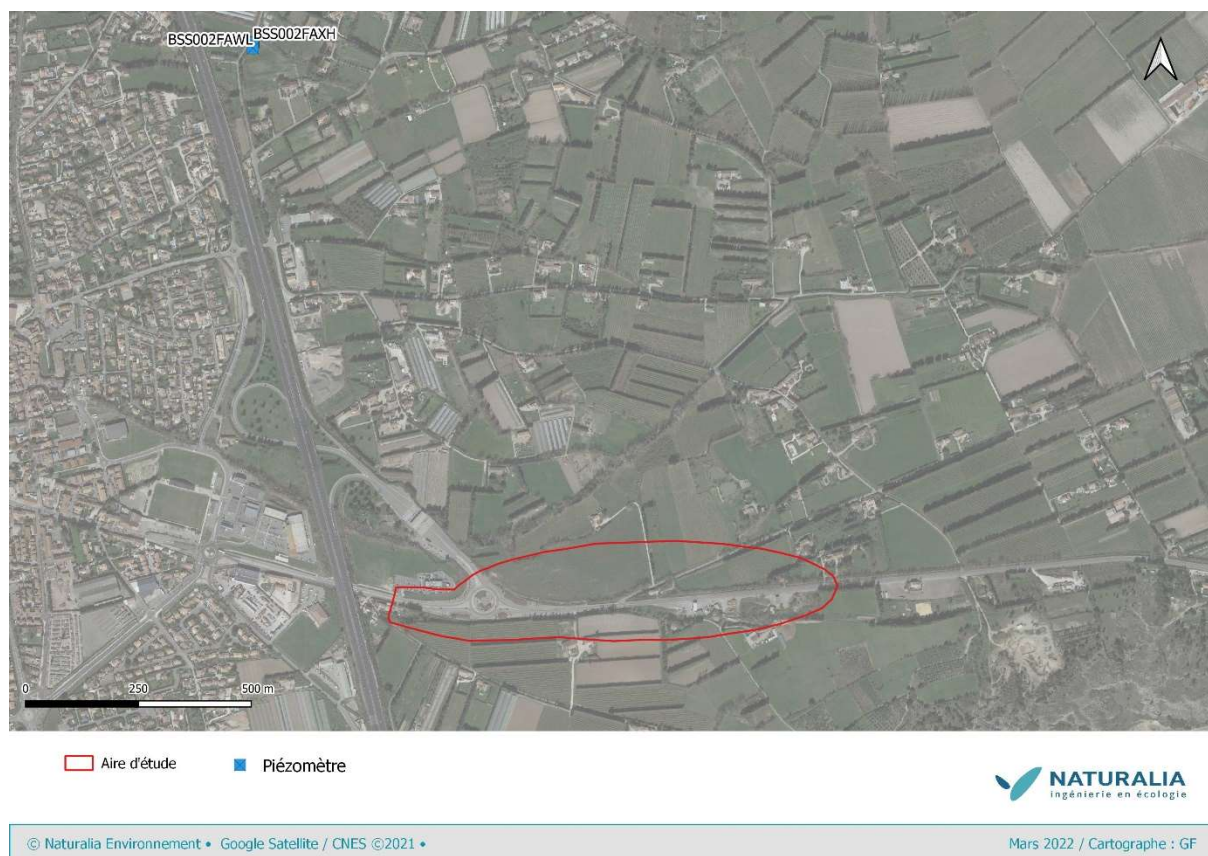 BSS002FAWL BSS002FAXH
0 250 500 m
Aire d'étude Piézomètre
NATURALIA
ingénierie en écologie
© Naturalia Environnement • Google Satellite / CNES ©2021 • Mars 2022 / Cartographe : GF